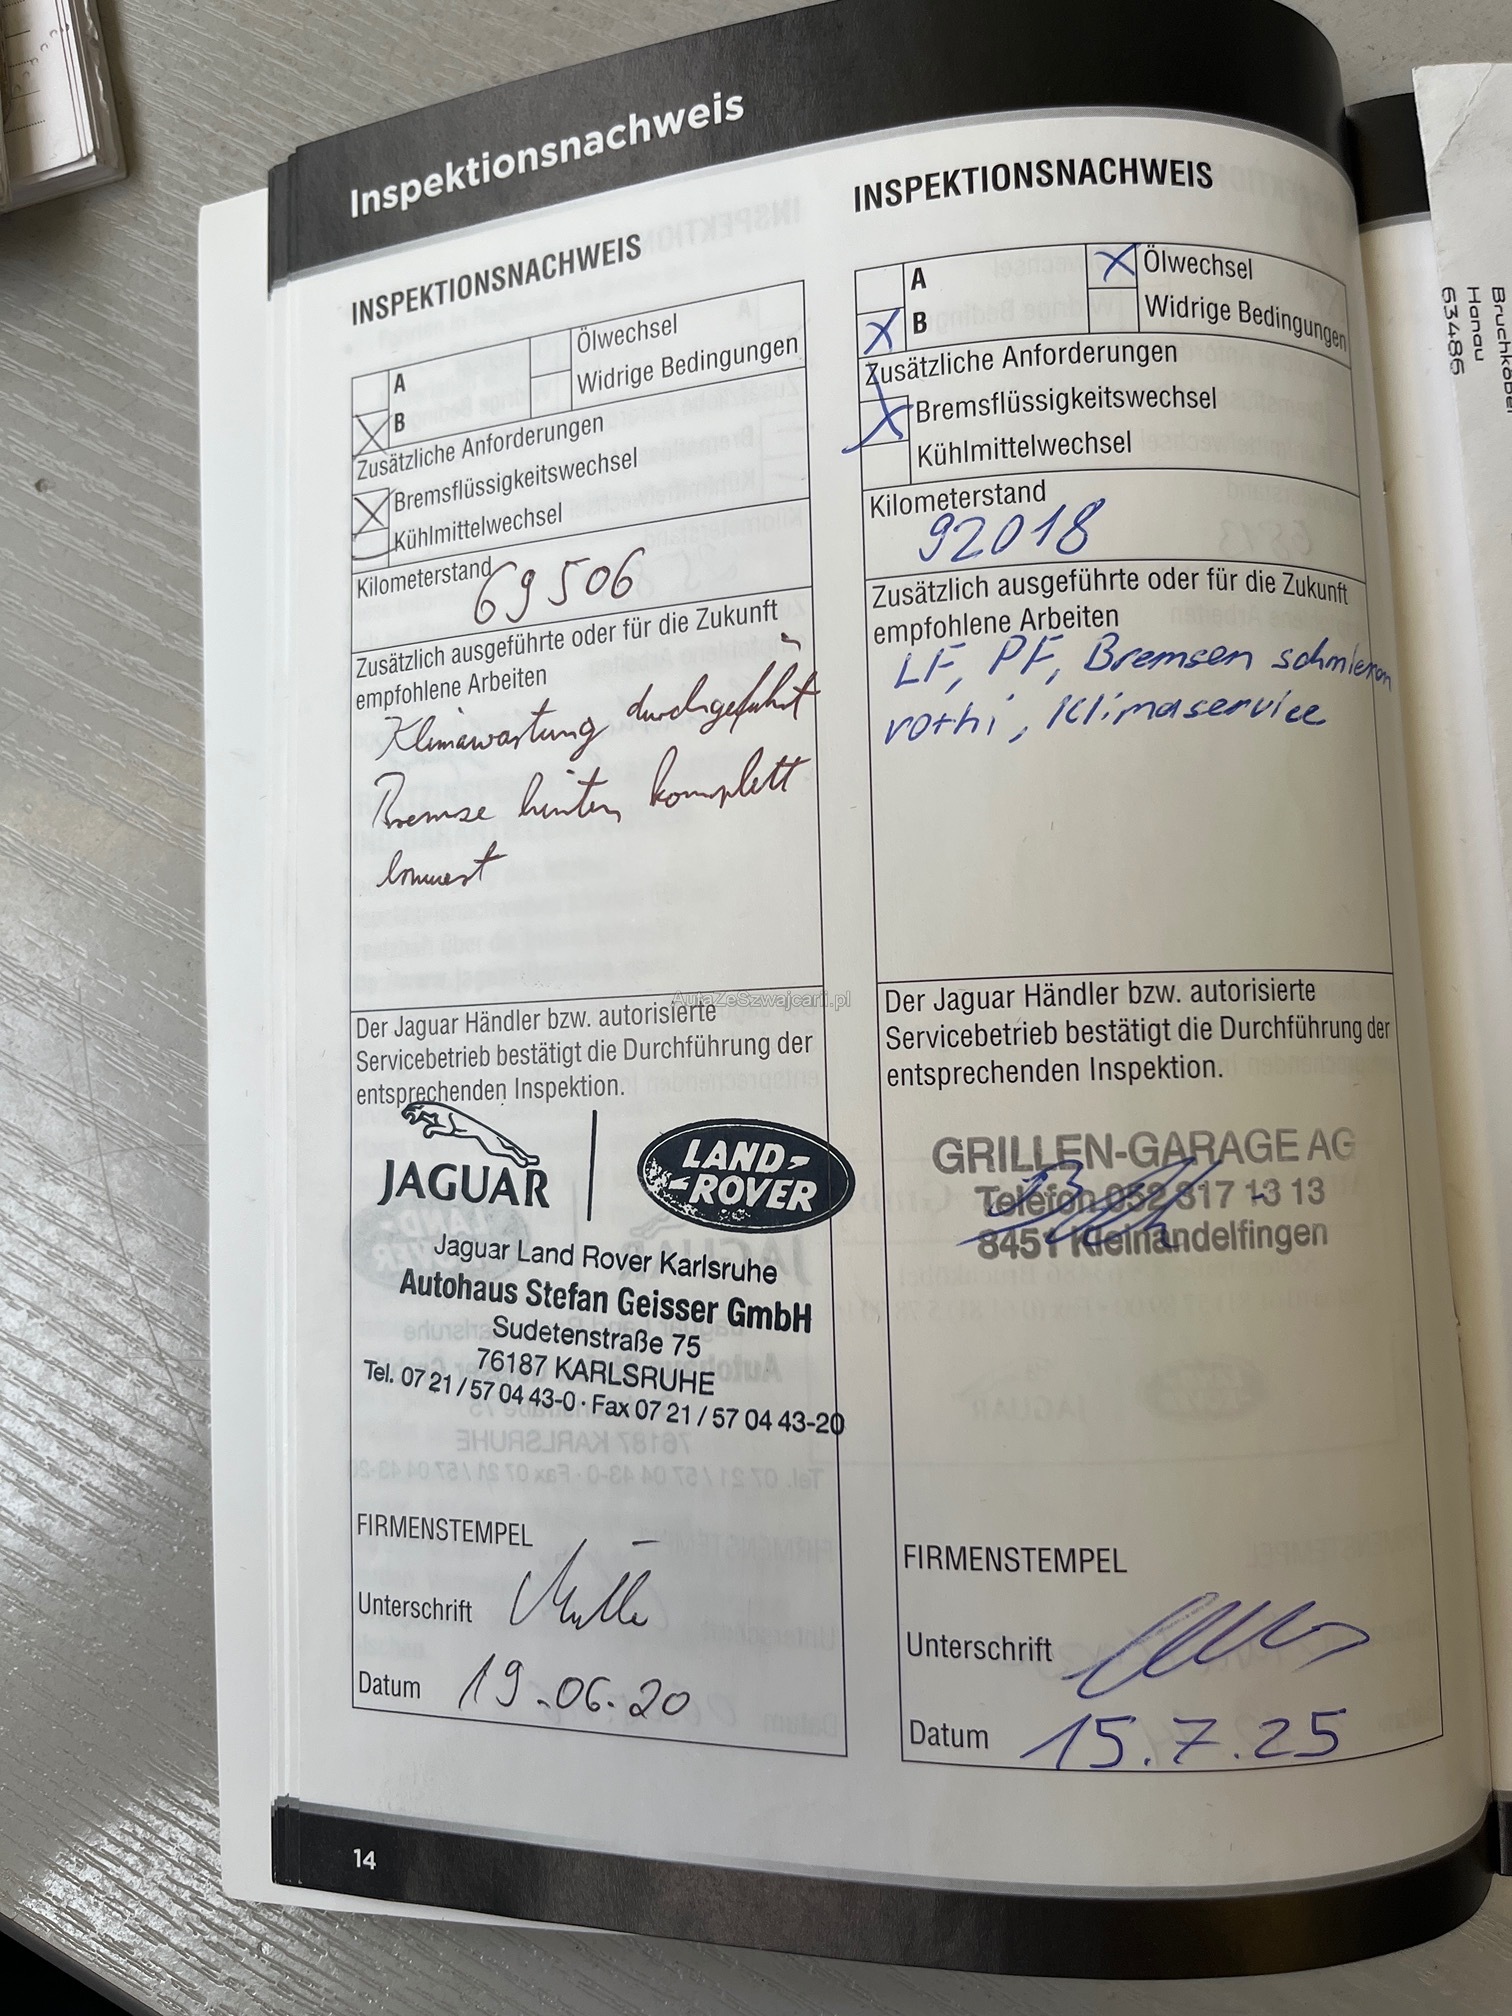 Inspektionsnachweis
INSPEKTIONSNACHWEIS
A
Ölwechsel
B
Widrige Bedingungen
Zusätzliche Anforderungen
Bremsflüssigkeitswechsel
Kühlmittelwechsel
Kilometerstand
69506
Zusätzlich ausgeführte oder für die Zukunft
empfohlene Arbeiten
Klimawartung durchgeführt
Bremse hinten komplett
erneuert
Der Jaguar Händler bzw. autorisierte
Servicebetrieb bestätigt die Durchführung der
entsprechenden Inspektion.
JAGUAR
LAND-
ROVER
Jaguar Land Rover Karlsruhe
Autohaus Stefan Geisser GmbH
Sudetenstraße 75
76187 KARLSRUHE
Tel. 07 21 / 57 04 43-0 · Fax 07 21 / 57 04 43-20
FIRMENSTEMPEL
Unterschrift
Datum 19.06.20
14
INSPEKTIONSNACHWEIS
A
X Ölwechsel
X B
Widrige Bedingungen
Zusätzliche Anforderungen
X Bremsflüssigkeitswechsel
Kühlmittelwechsel
Kilometerstand
92018
Zusätzlich ausgeführte oder für die Zukunft
empfohlene Arbeiten
LF, PF, Bremsen schmieren
vo+hi, Klimaservice
Der Jaguar Händler bzw. autorisierte
Servicebetrieb bestätigt die Durchführung der
entsprechenden Inspektion.
GRILLEN-GARAGE AG
Telefon 052 317 13 13
8451 Kleinandelfingen
FIRMENSTEMPEL
Unterschrift
Datum 15.7.25
Bruchköbel
Hanau
63486
AutaZeSzwajcarii.pl